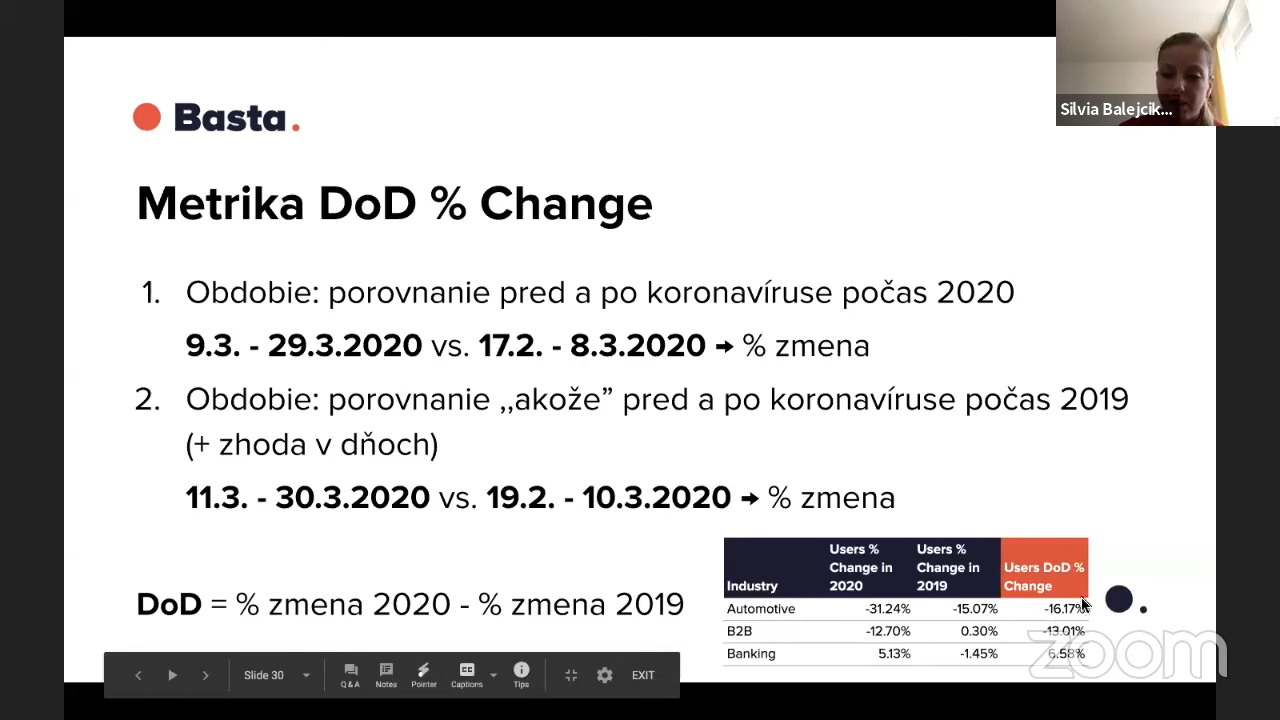 Basta.
Silvia Balejcik...
Metrika DoD % Change
1. Obdobie: porovnanie pred a po koronavíruse počas 2020
9.3. - 29.3.2020 vs. 17.2. - 8.3.2020 → % zmena
2. Obdobie: porovnanie ,,akože” pred a po koronavíruse počas 2019
(+ zhoda v dňoch)
11.3. - 30.3.2020 vs. 19.2. - 10.3.2020 → % zmena
DoD = % zmena 2020 - % zmena 2019
Industry Users % Change in 2020 Users % Change in 2019 Users DoD % Change
Automotive -31.24% -15.07% -16.17%
B2B -12.70% 0.30% -13.01%
Banking 5.13% -1.45% 6.58%
zoom
Slide 30 Q & A Notes Pointer Captions Tips EXIT